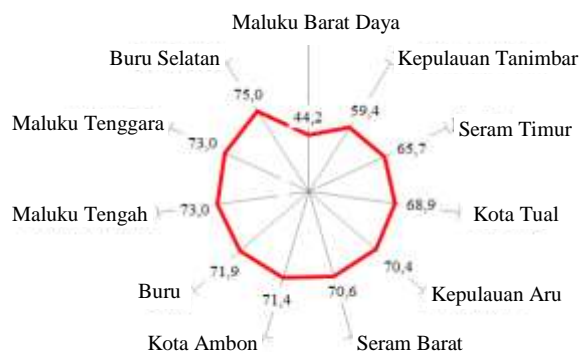 Maluku Barat Daya
Buru Selatan
Kepulauan Tanimbar
75,0
44,2
59,4
Maluku Tenggara
73,0
65,7
Seram Timur
Maluku Tengah
73,0
68,9
Kota Tual
71,9
70,4
Buru
71,4
70,6
Kepulauan Aru
Kota Ambon
Seram Barat